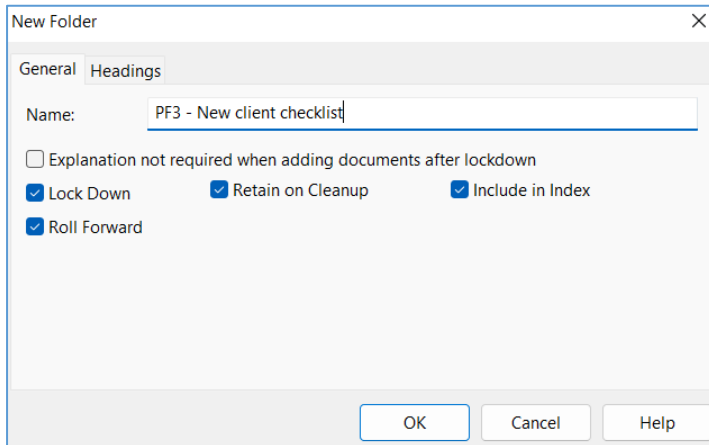 New Folder
General Headings
Name: PF3 - New client checklist
Explanation not required when adding documents after lockdown
Lock Down Retain on Cleanup Include in Index
Roll Forward
OK Cancel Help